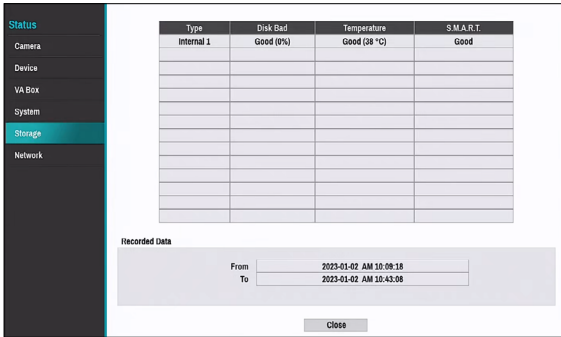 Status
Camera
Device
VA Box
System
Storage
Network
Type Disk Bad Temperature S.M.A.R.T.
Internal 1 Good (0%) Good (38 °C) Good
Recorded Data
From 2023-01-02 AM 10:09:18
To 2023-01-02 AM 10:43:08
Close